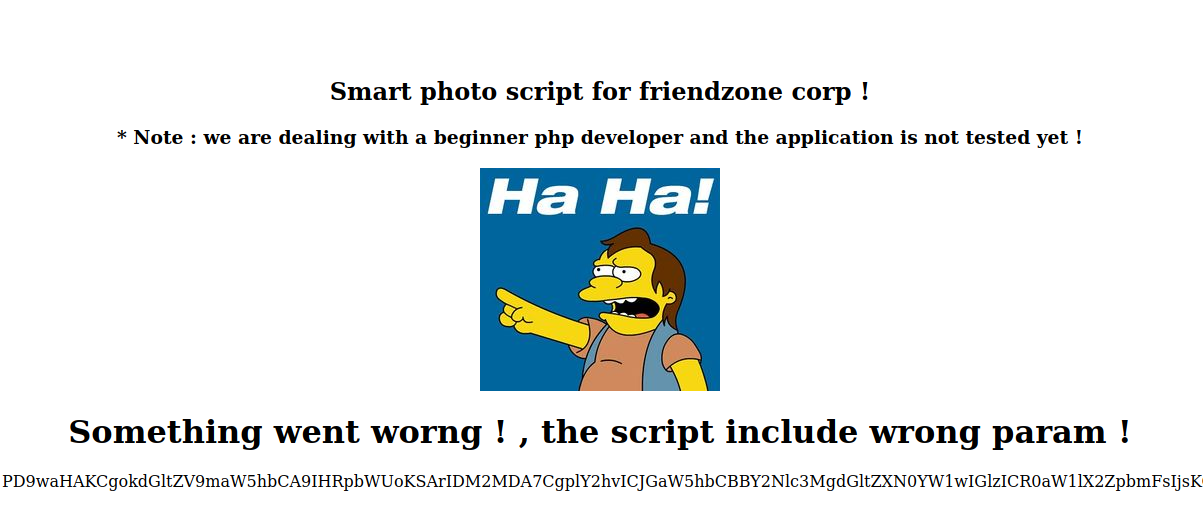 Smart photo script for friendzone corp !
* Note : we are dealing with a beginner php developer and the application is not tested yet !
Ha Ha!
Something went worng ! , the script include wrong param !
PD9waHAKCgokdGltZV9maW5hbCA9IHRpbWUoKSArIDM2MDA7CgplY2hvICJGaW5hbCBBY2Nlc3MgdGltZXN0YW1wIGlzICR0aW1lX2ZpbmFsIjsK